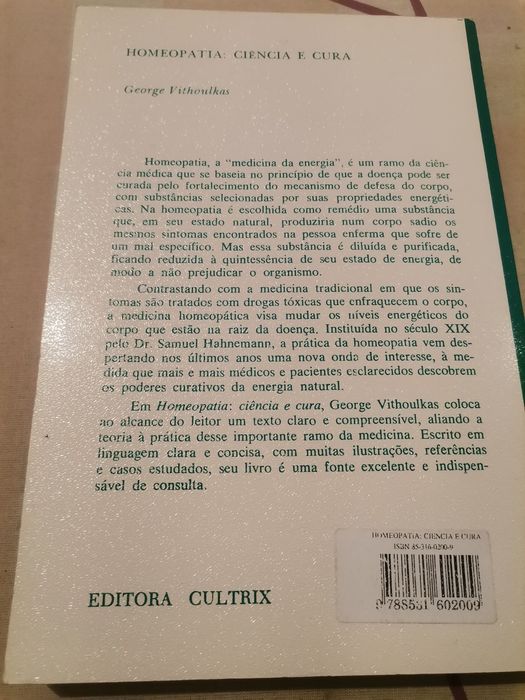 HOMEOPATIA: CIÊNCIA E CURA
George Vithoulkas
Homeopatia, a “medicina da energia”, é um ramo da ciên-
cia médica que se baseia no princípio de que a doença pode ser
curada pelo fortalecimento do mecanismo de defesa do corpo,
com substâncias selecionadas por suas propriedades energéti-
cas. Na homeopatia é escolhida como remédio uma substância
que, em seu estado natural, produziria num corpo sadio os
mesmos sintomas encontrados na pessoa enferma que sofre de
um mal específico. Mas essa substância é diluída e purificada,
ficando reduzida à quintessência de seu estado de energia, de
modo a não prejudicar o organismo.
Contrastando com a medicina tradicional em que os sin-
tomas são tratados com drogas tóxicas que enfraquecem o corpo,
a medicina homeopática visa mudar os níveis energéticos do
corpo que estão na raiz da doença. Instituída no século XIX
pelo Dr. Samuel Hahnemann, a prática da homeopatia vem des-
pertando nos últimos anos uma nova onda de interesse, à me-
dida que mais e mais médicos e pacientes esclarecidos descobrem
os poderes curativos da energia natural.
Em Homeopatia: ciência e cura, George Vithoulkas coloca
ao alcance do leitor um texto claro e compreensível, aliando a
teoria à prática desse importante ramo da medicina. Escrito em
linguagem clara e concisa, com muitas ilustrações, referências
e casos estudados, seu livro é uma fonte excelente e indispen-
sável de consulta.
HOMEOPATIA: CIENCIA E CURA
ISBN 85-316-0200-9
9 788531 602009
EDITORA CULTRIX